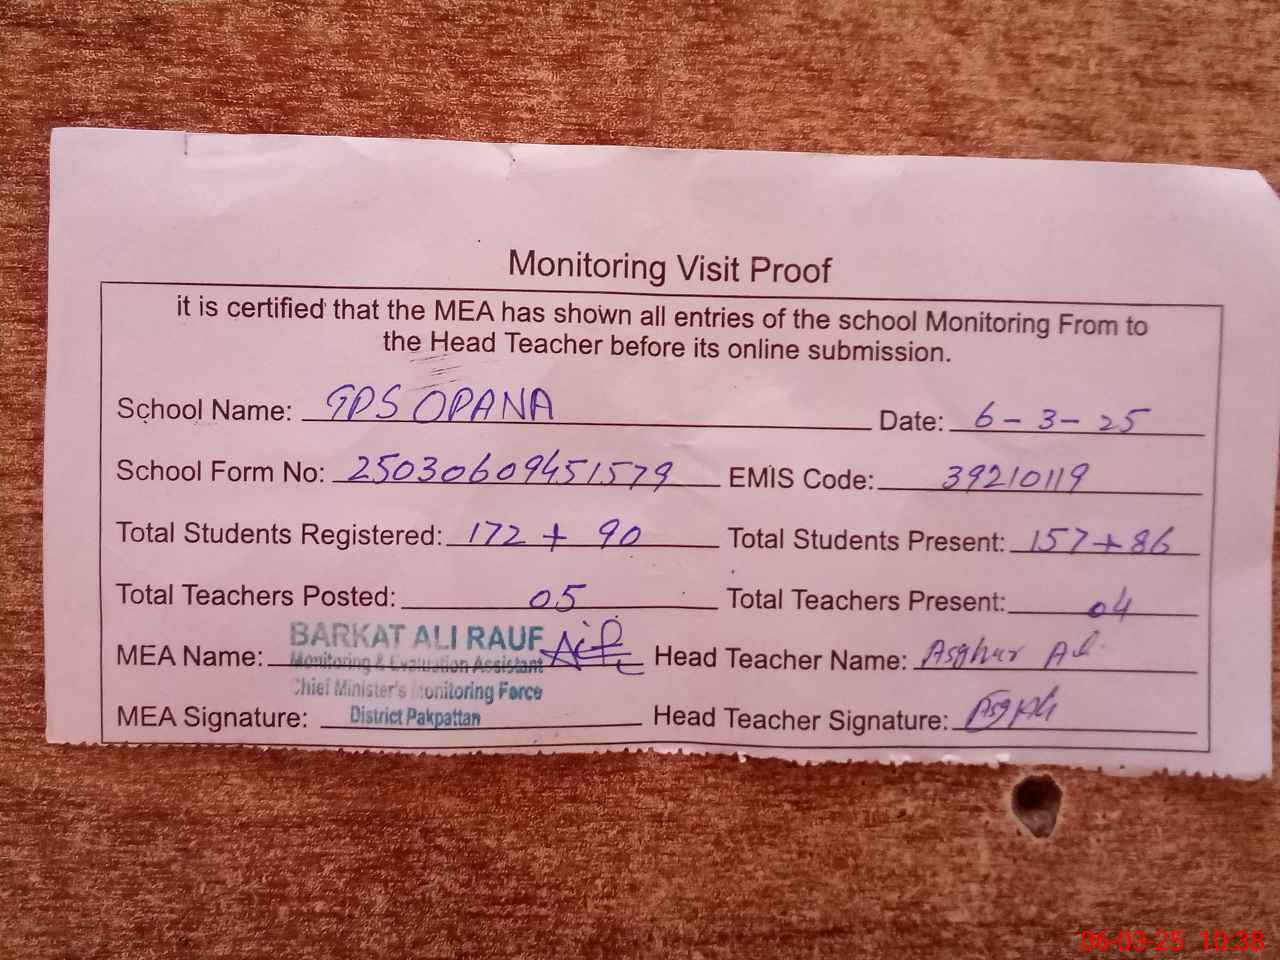 Monitoring Visit Proof
it is certified that the MEA has shown all entries of the school Monitoring From to
the Head Teacher before its online submission.
School Name: GPS OPANA Date: 6-3-25
School Form No: 25030609451579 EMIS Code: 39210119
Total Students Registered: 172 + 90 Total Students Present: 157+86
Total Teachers Posted: 05 Total Teachers Present: 04
BARKAT ALI RAUF
MEA Name: Monitoring & Evaluation Assistant Head Teacher Name: Asghar Ali
Chief Minister's Monitoring Force
MEA Signature: District Pakpattan Head Teacher Signature:
06-03-25 10:38